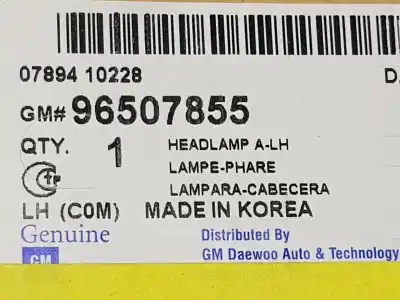 07894 10228 D.
GM# 96507855
QTY. 1 HEADLAMP A-LH
LAMPE-PHARE
LAMPARA-CABECERA
LH (COM) MADE IN KOREA
Genuine Distributed By
GM GM Daewoo Auto & Technology